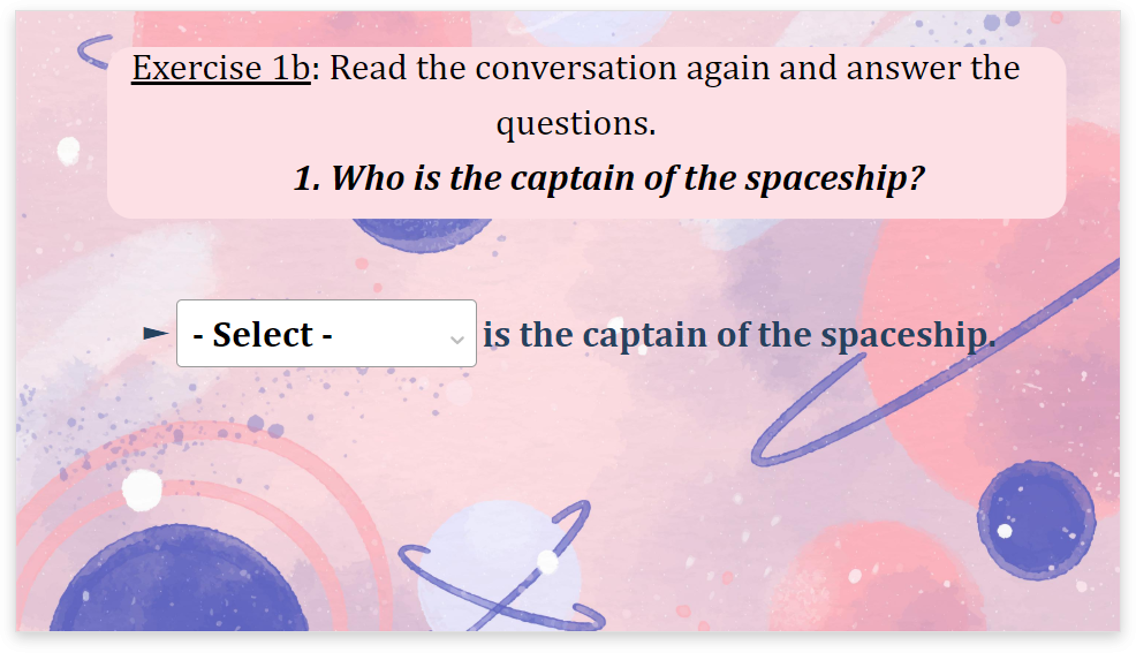 Exercise 1b: Read the conversation again and answer the
questions.
1. Who is the captain of the spaceship?
- Select - is the captain of the spaceship.